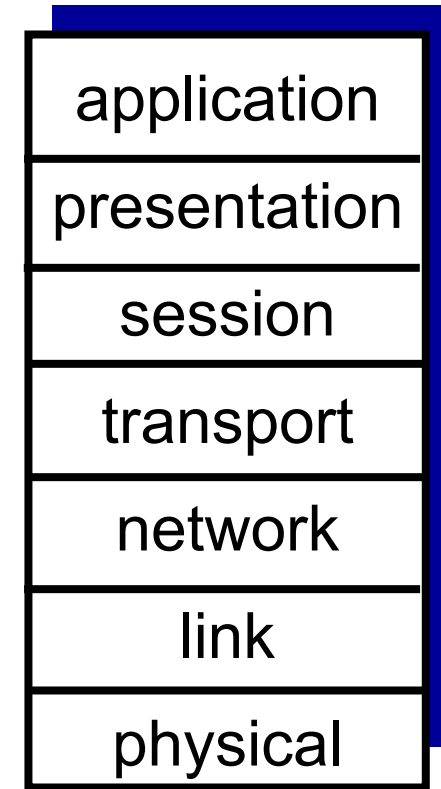 application
presentation
session
transport
network
link
physical